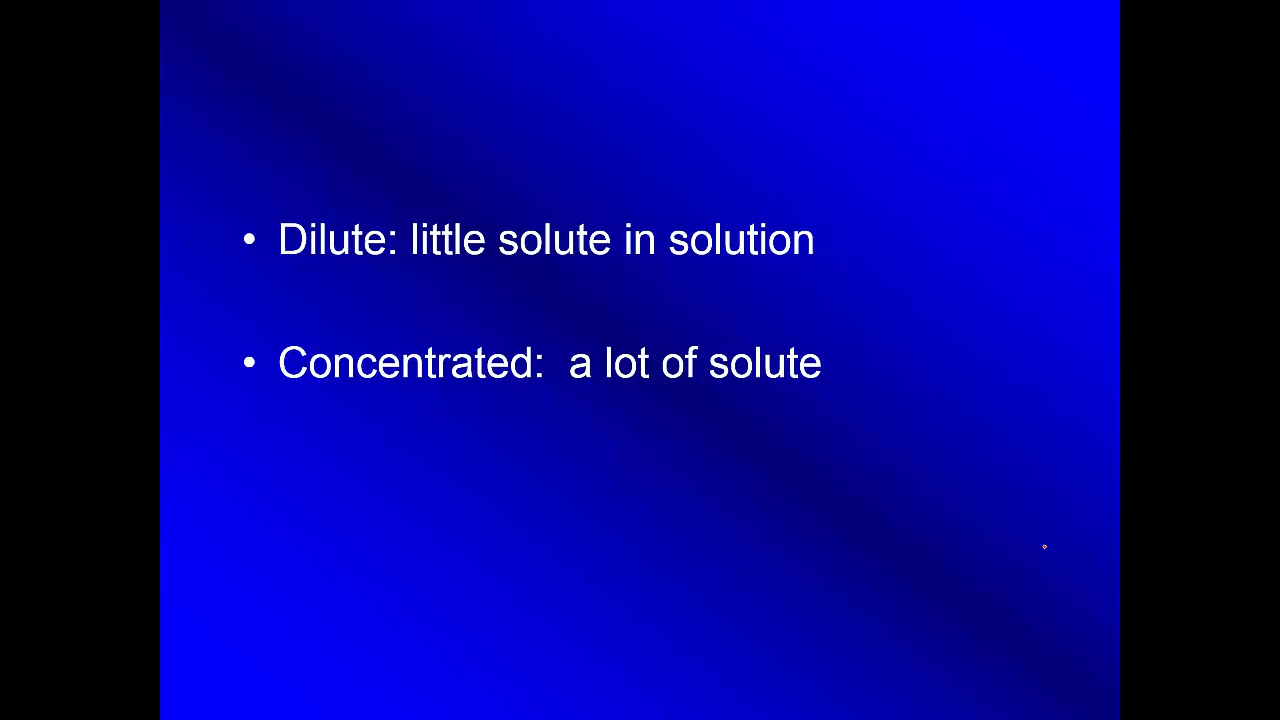 • Dilute: little solute in solution
• Concentrated:  a lot of solute